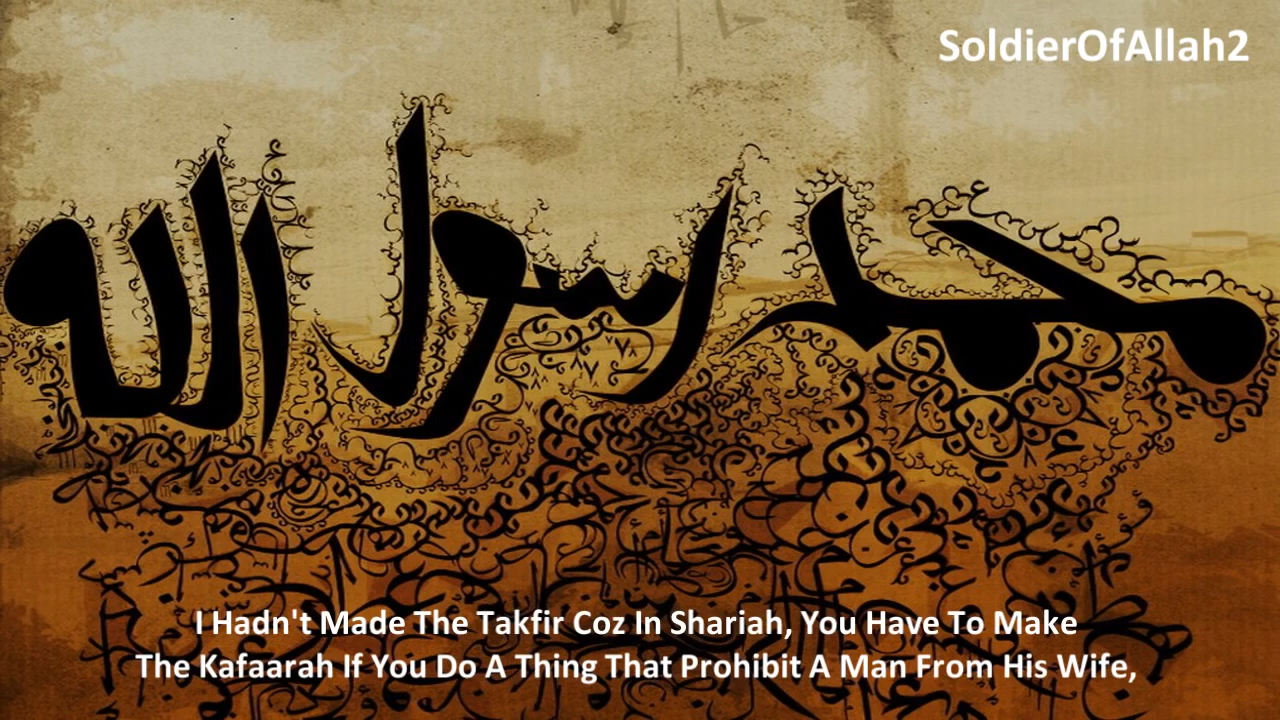 SoldierOfAllah2
محمد رسول الله
I Hadn't Made The Takfir Coz In Shariah, You Have To Make
The Kafaarah If You Do A Thing That Prohibit A Man From His Wife,